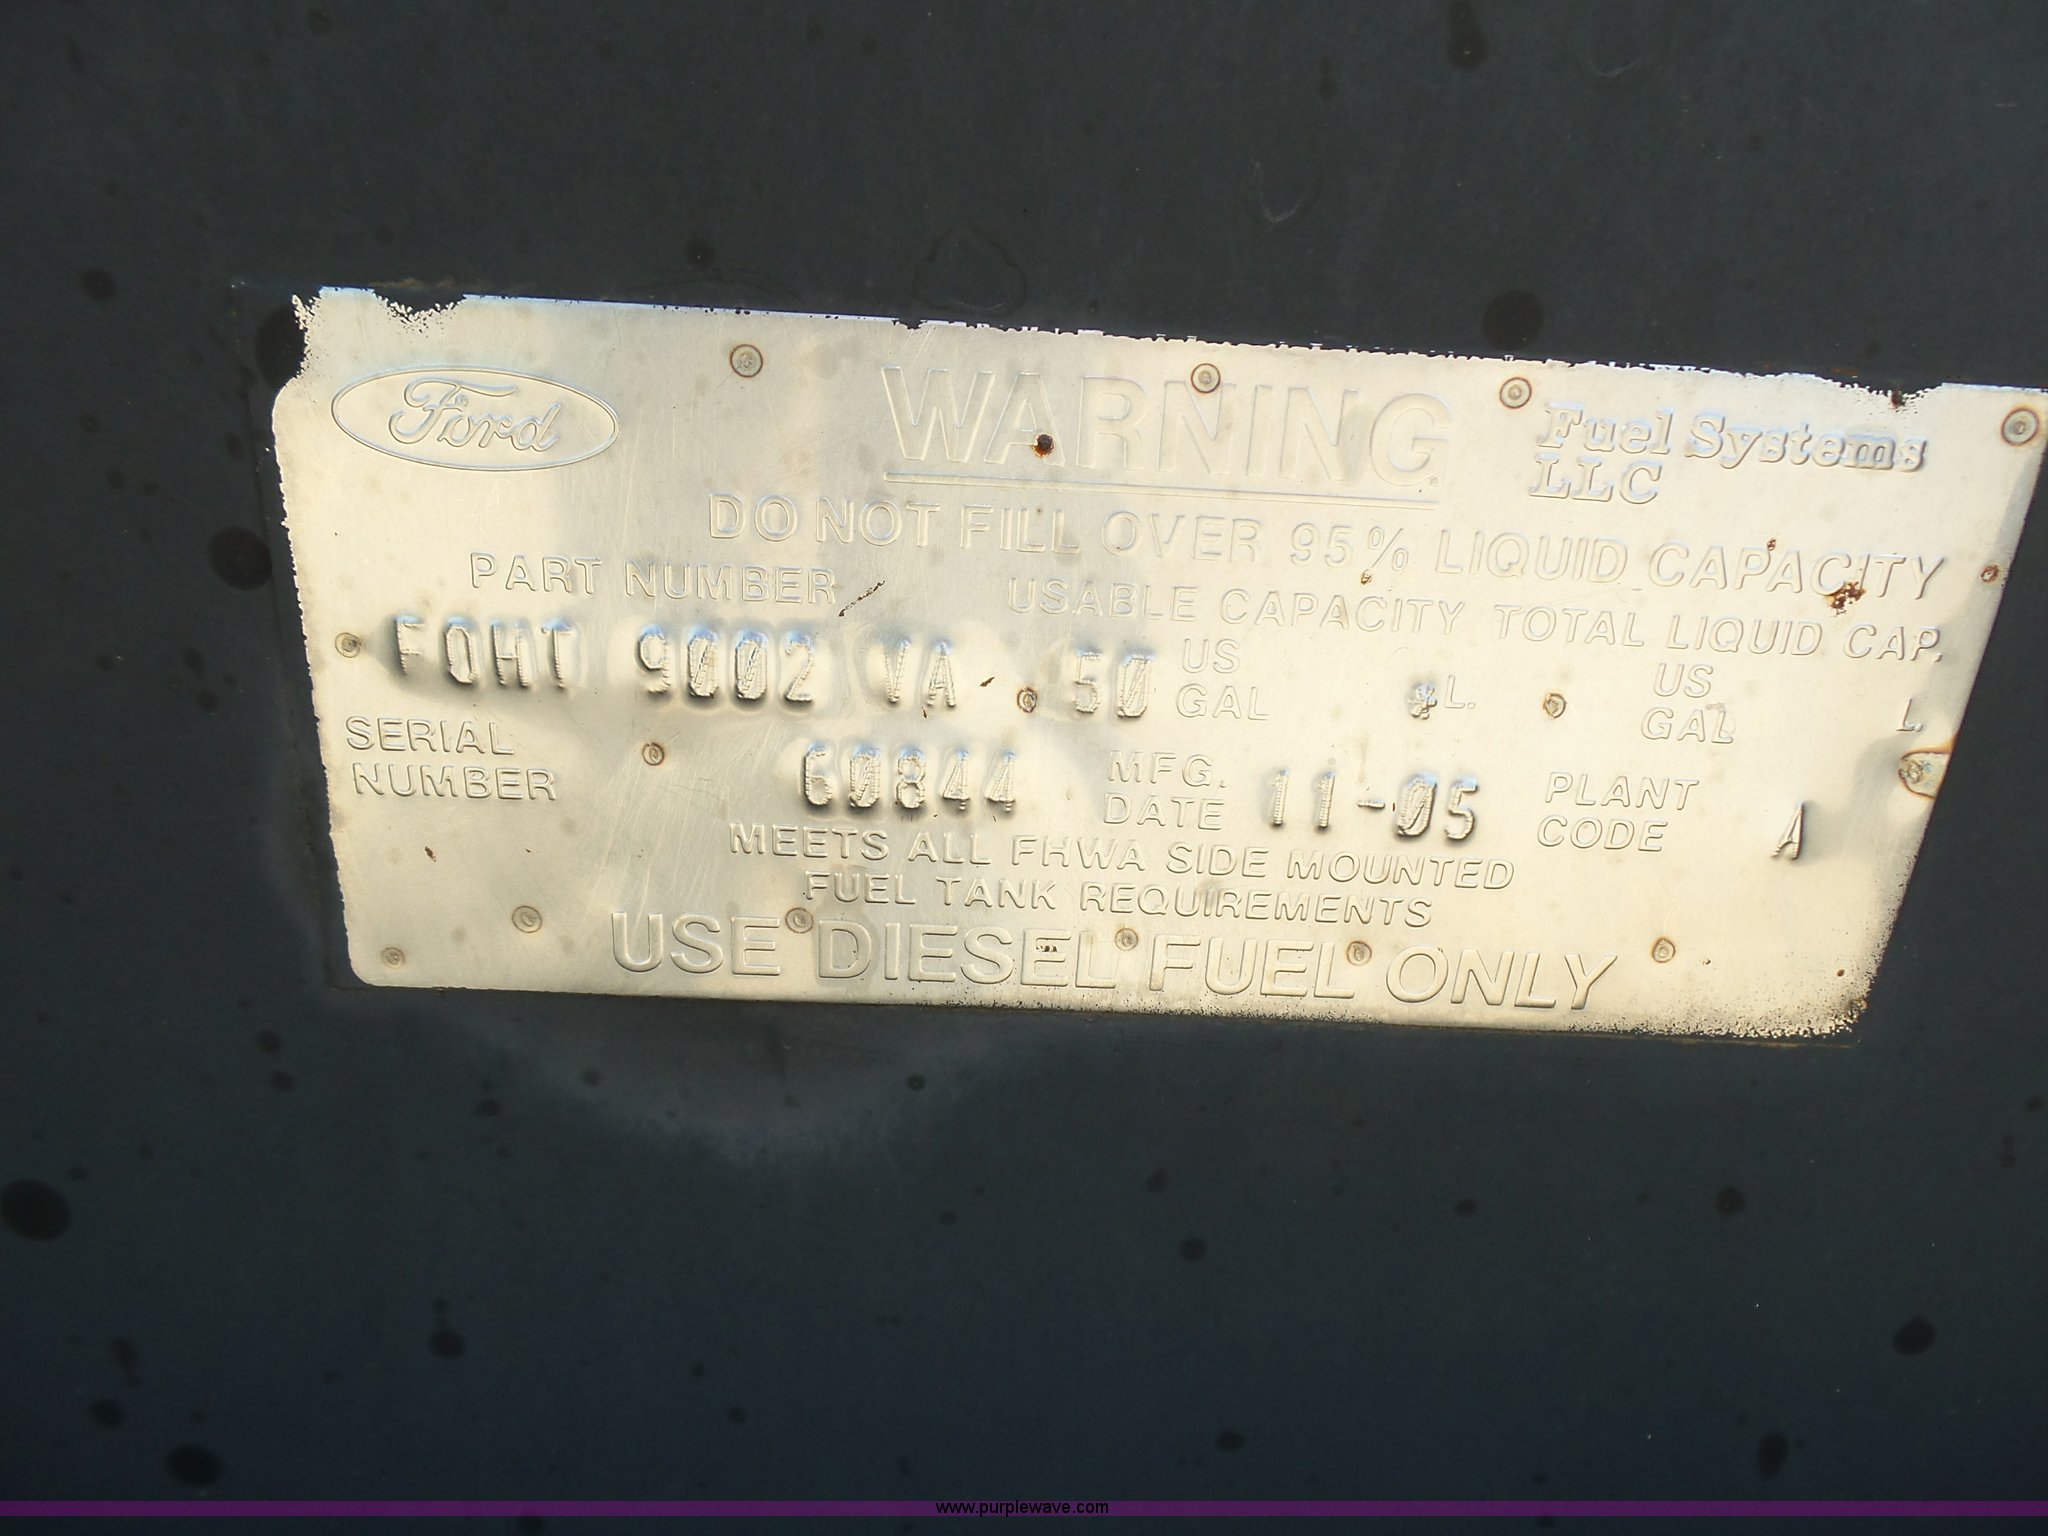 Ford
WARNING
Fuel Systems
LLC
DO NOT FILL OVER 95% LIQUID CAPACITY
PART NUMBER USABLE CAPACITY TOTAL LIQUID CAP.
FOHT 9002 VA 50 US GAL L. US GAL L.
SERIAL NUMBER 60844 MFG. DATE 11-05 PLANT CODE A
MEETS ALL FHWA SIDE MOUNTED
FUEL TANK REQUIREMENTS
USE DIESEL FUEL ONLY
www.purplewave.com